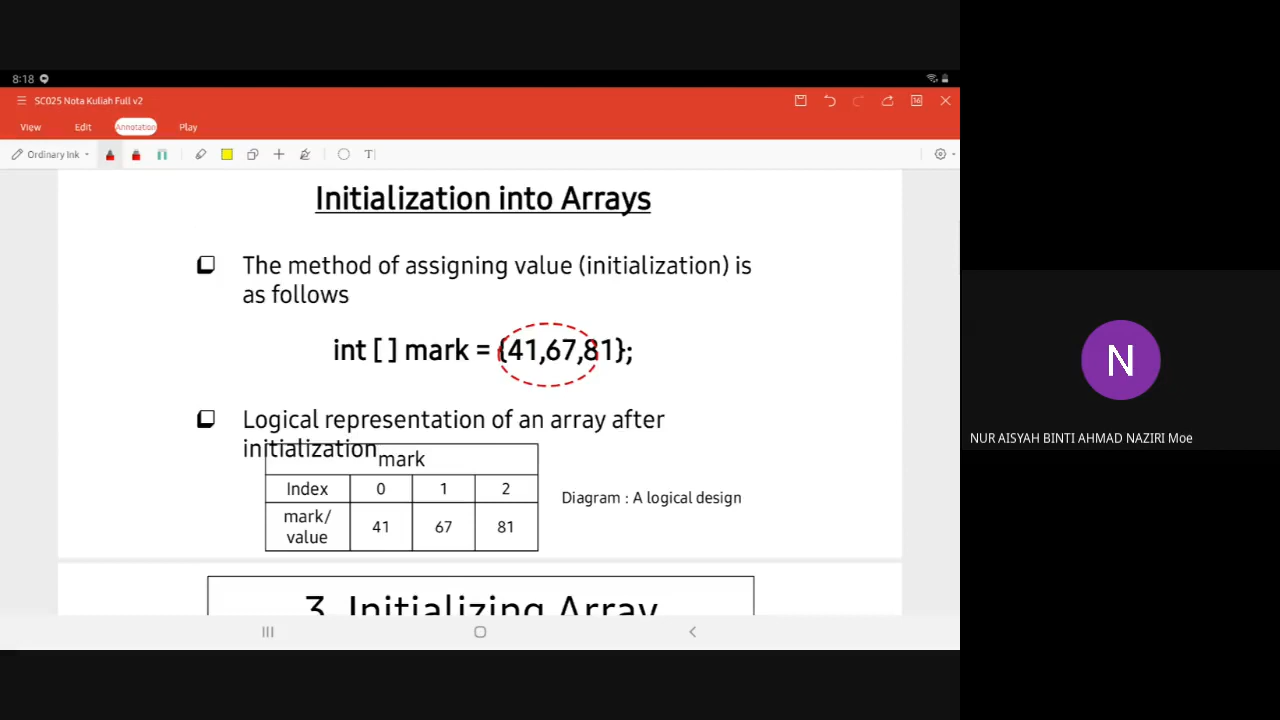 8:18
SC025 Nota Kuliah Full v2
16
View Edit Annotation Play
Ordinary Ink
T
Initialization into Arrays
The method of assigning value (initialization) is
as follows
int [ ] mark = {41,67,81};
Logical representation of an array after
initialization
mark
Index 0 1 2
mark/
value 41 67 81
Diagram : A logical design
3. Initializing Array
N
NUR AISYAH BINTI AHMAD NAZIRI Moe